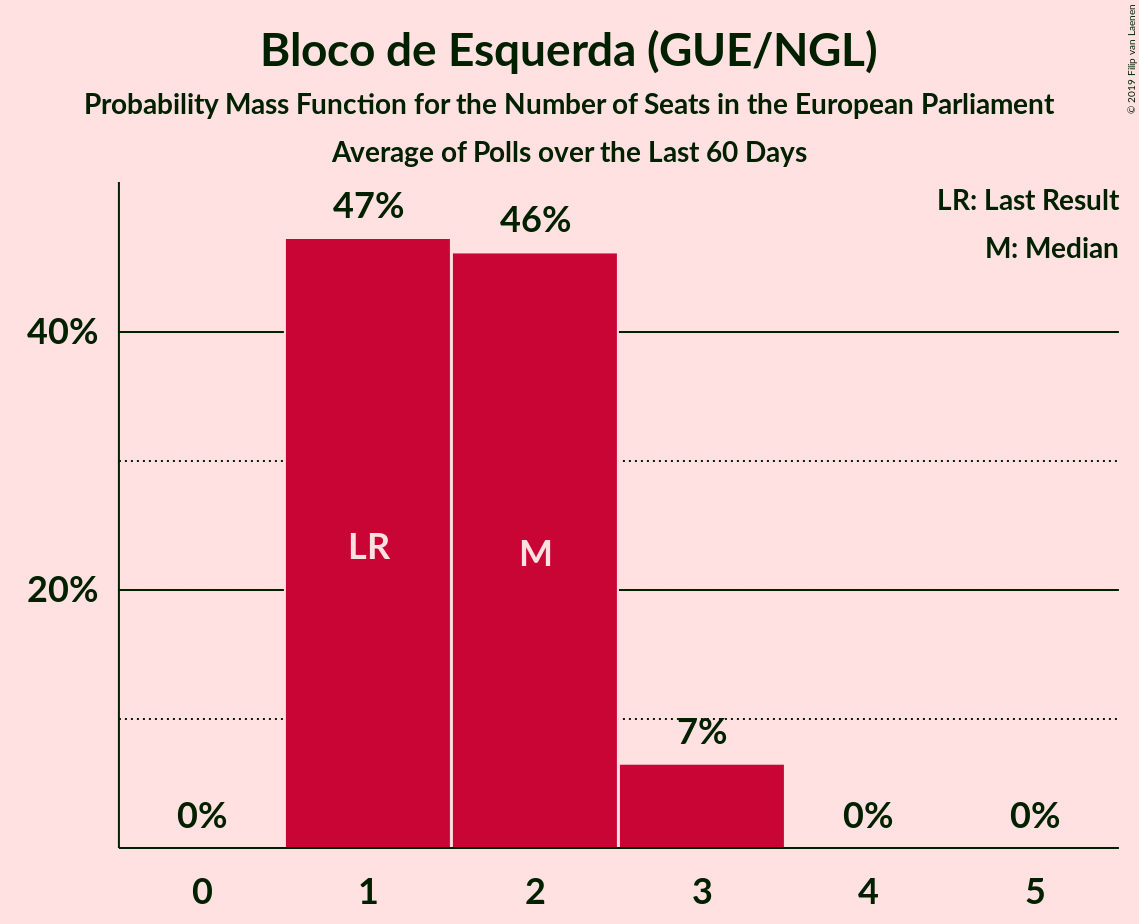 Bloco de Esquerda (GUE/NGL)
Probability Mass Function for the Number of Seats in the European Parliament
Average of Polls over the Last 60 Days
© 2019 Filip van Laenen
LR: Last Result
M: Median
47%
46%
40%
LR
M
20%
7%
0%
0%
0%
0
1
2
3
4
5